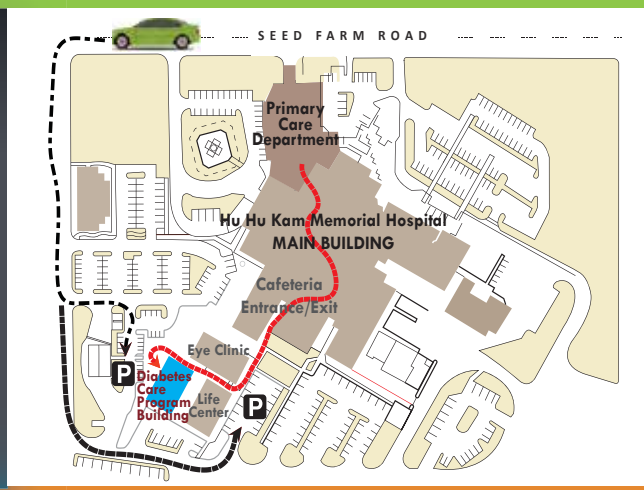 SEED FARM ROAD
Primary
Care
Department
Hu Hu Kam Memorial Hospital
MAIN BUILDING
Cafeteria
Entrance/Exit
Eye Clinic
P
Diabetes
Care
Program
Building
Life
Center
P